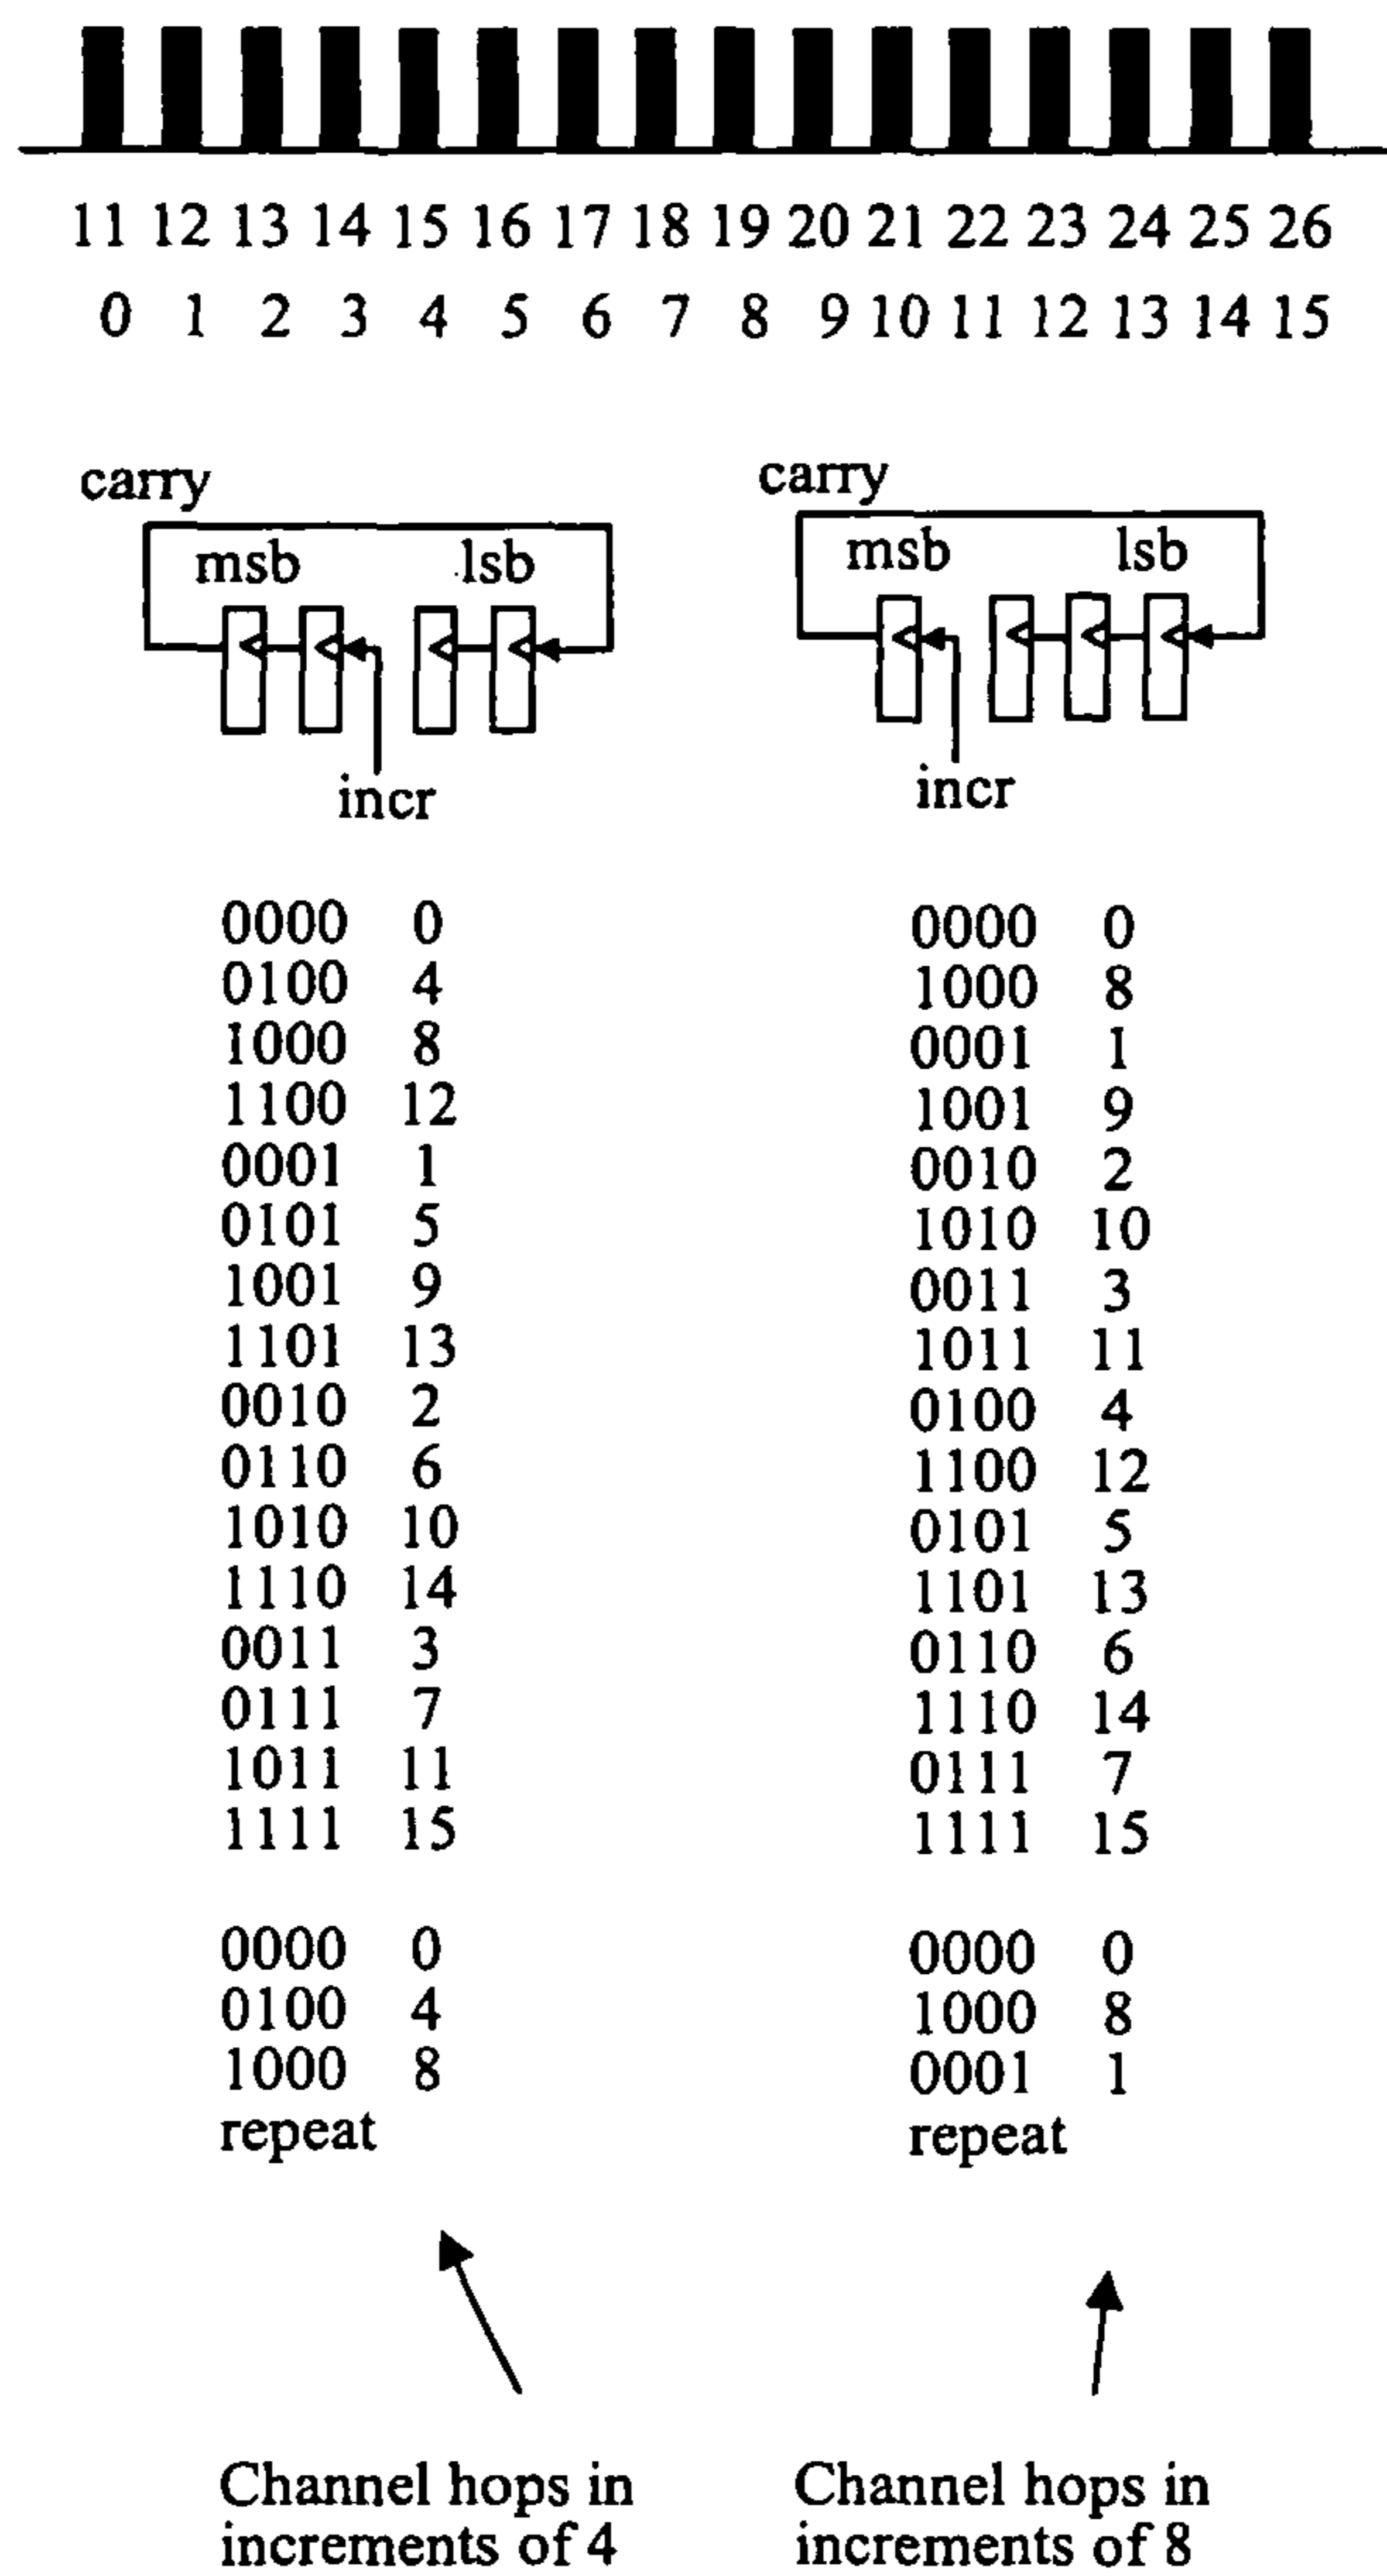 11 12 13 14 15 16 17 18 19 20 21 22 23 24 25 26
0 1 2 3 4 5 6 7 8 9 10 11 12 13 14 15
carry
msb lsb
incr
0000 0
0100 4
1000 8
1100 12
0001 1
0101 5
1001 9
1101 13
0010 2
0110 6
1010 10
1110 14
0011 3
0111 7
1011 11
1111 15
0000 0
0100 4
1000 8
repeat
Channel hops in
increments of 4
carry
msb lsb
incr
0000 0
1000 8
0001 1
1001 9
0010 2
1010 10
0011 3
1011 11
0100 4
1100 12
0101 5
1101 13
0110 6
1110 14
0111 7
1111 15
0000 0
1000 8
0001 1
repeat
Channel hops in
increments of 8